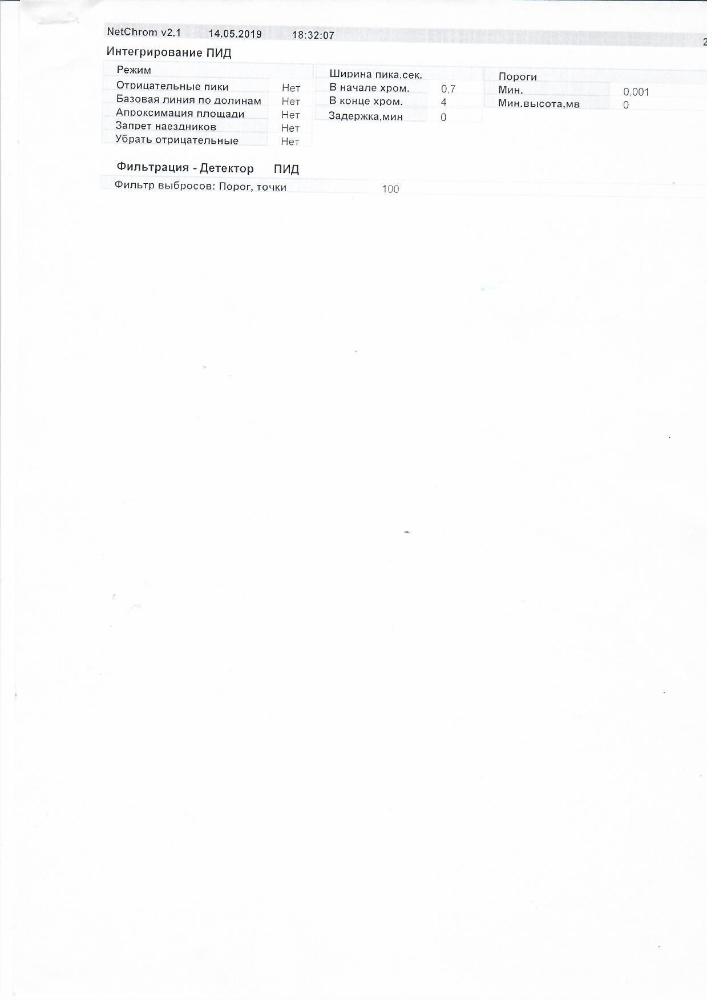 NetChrom v2.1 14.05.2019 18:32:07 2
Интегрирование ПИД
Режим
Отрицательные пики Нет
Базовая линия по долинам Нет
Апроксимация площади Нет
Запрет наездников Нет
Убрать отрицательные Нет
Ширина пика,сек.
В начале хром. 0,7
В конце хром. 4
Задержка,мин 0
Пороги
Мин. 0,001
Мин.высота,мв 0
Фильтрация - Детектор ПИД
Фильтр выбросов: Порог, точки 100